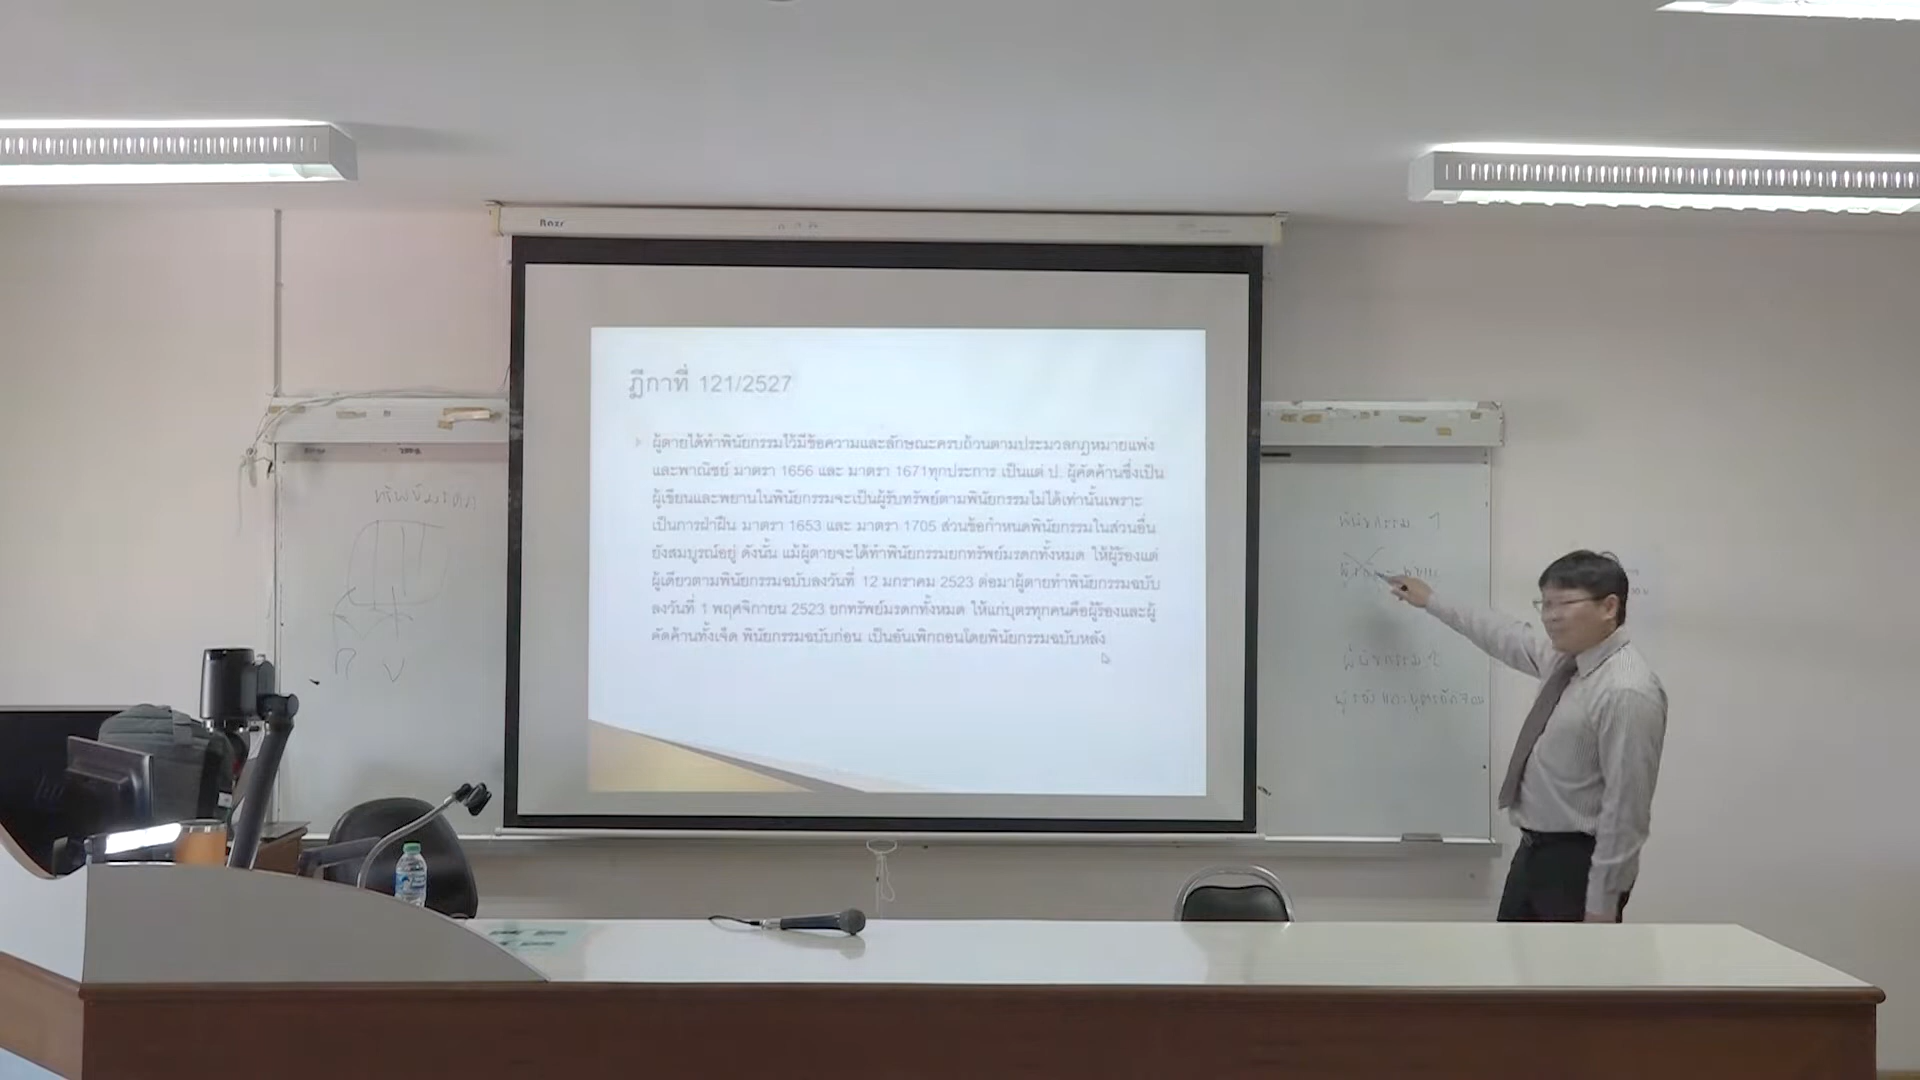 ฎีกาที่ 121/2527
ผู้ตายได้ทำพินัยกรรมไว้มีข้อความและลักษณะครบถ้วนตามประมวลกฎหมายแพ่ง
และพาณิชย์ มาตรา 1656 และ มาตรา 1671ทุกประการ เป็นแต่ ป. ผู้คัดค้านซึ่งเป็น
ผู้เขียนและพยานในพินัยกรรมจะเป็นผู้รับทรัพย์ตามพินัยกรรมไม่ได้เท่านั้นเพราะ
เป็นการฝ่าฝืน มาตรา 1653 และ มาตรา 1705 ส่วนข้อกำหนดพินัยกรรมในส่วนอื่น
ยังสมบูรณ์อยู่ ดังนั้น แม้ผู้ตายจะได้ทำพินัยกรรมยกทรัพย์มรดกทั้งหมด ให้ผู้ร้องแต่
ผู้เดียวตามพินัยกรรมฉบับลงวันที่ 12 มกราคม 2523 ต่อมาผู้ตายทำพินัยกรรมฉบับ
ลงวันที่ 1 พฤศจิกายน 2523 ยกทรัพย์มรดกทั้งหมด ให้แก่บุตรทุกคนคือผู้ร้องและผู้
คัดค้านทั้งเจ็ด พินัยกรรมฉบับก่อน เป็นอันเพิกถอนโดยพินัยกรรมฉบับหลัง
ทรัพย์มรดก
พินัยกรรม 1